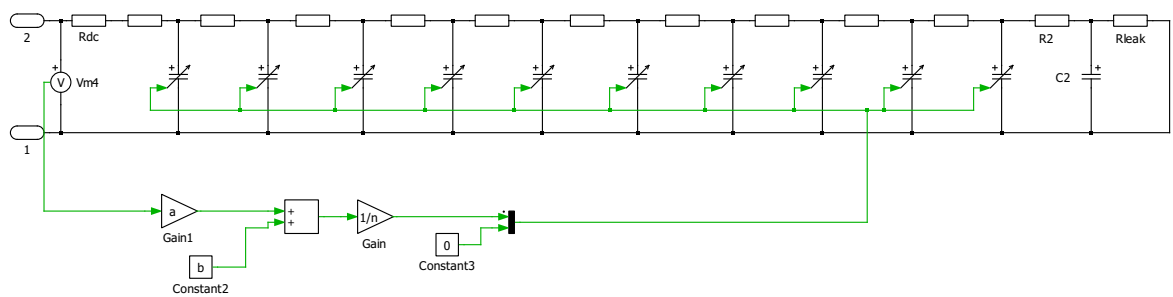 2
Rdc
R2
Rleak
+
+
+
+
+
+
+
+
+
+
+
+
V
Vm4
C2
1
a
+
+
1/n
Gain1
Gain
0
Constant3
b
Constant2